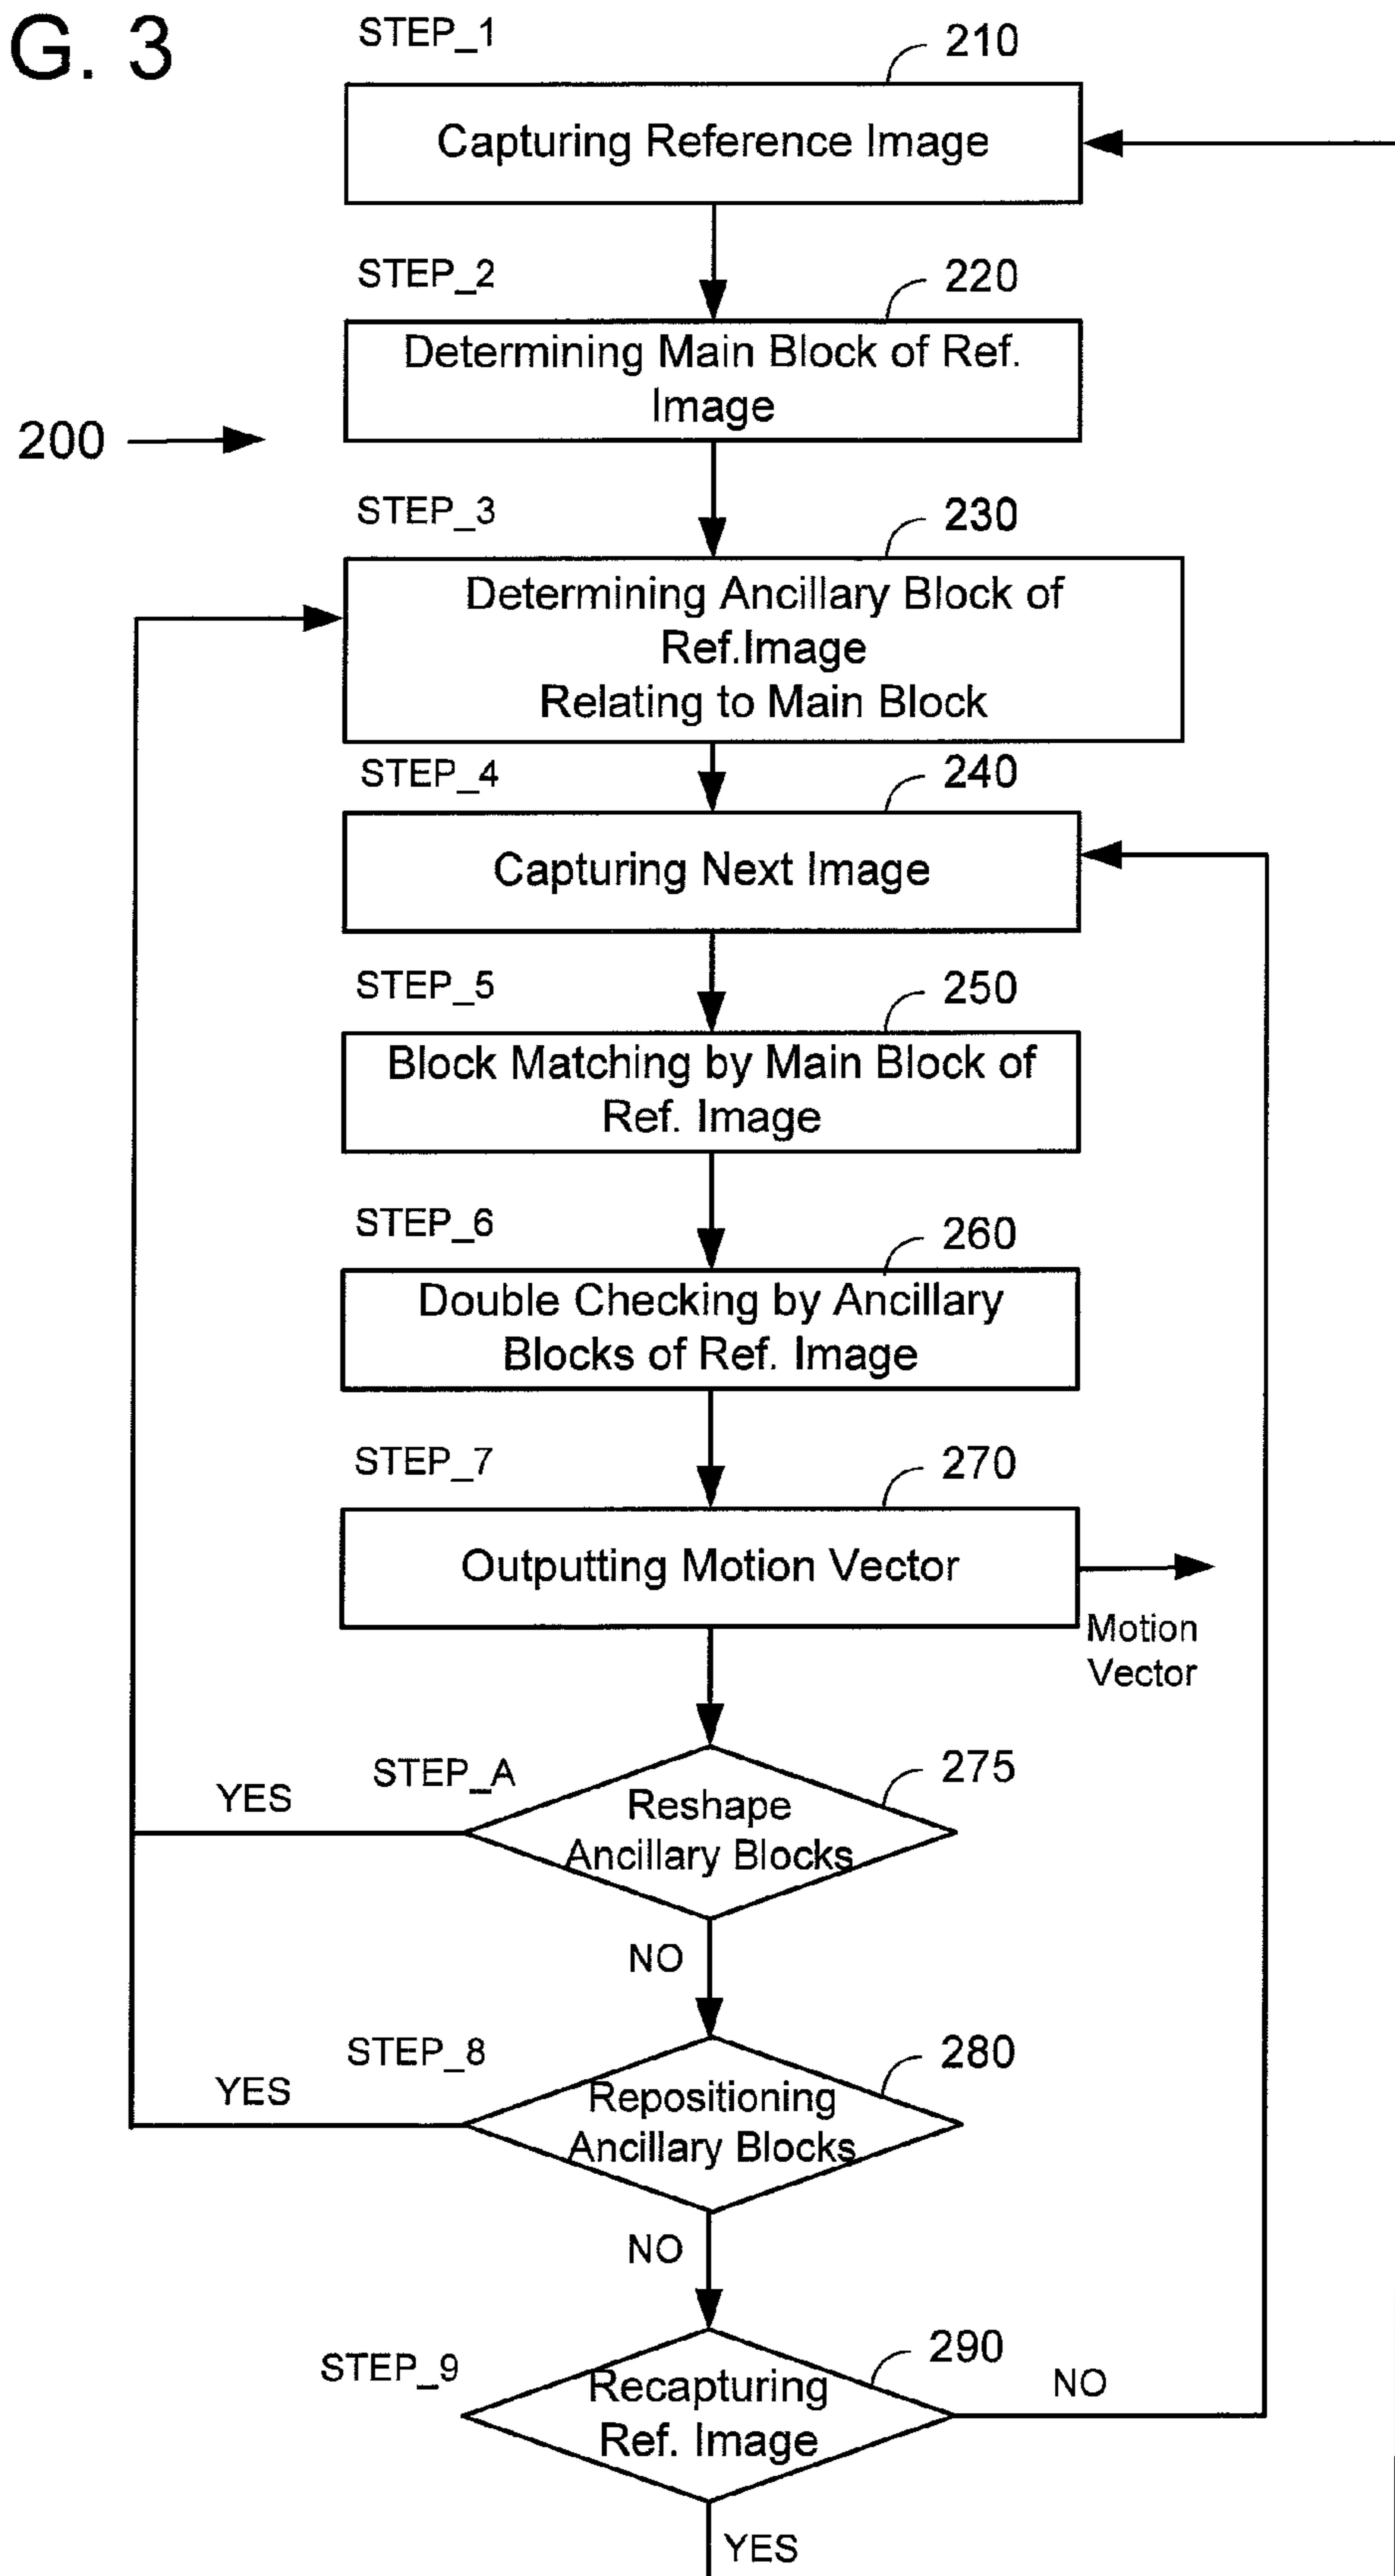 G. 3
STEP_1
210
Capturing Reference Image
STEP_2
220
Determining Main Block of Ref.
Image
200
STEP_3
230
Determining Ancillary Block of
Ref.Image
Relating to Main Block
STEP_4
240
Capturing Next Image
STEP_5
250
Block Matching by Main Block of
Ref. Image
STEP_6
260
Double Checking by Ancillary
Blocks of Ref. Image
STEP_7
270
Outputting Motion Vector
Motion
Vector
STEP_A
275
YES
Reshape
Ancillary Blocks
NO
STEP_8
280
YES
Repositioning
Ancillary Blocks
NO
STEP_9
290
Recapturing
Ref. Image
NO
YES